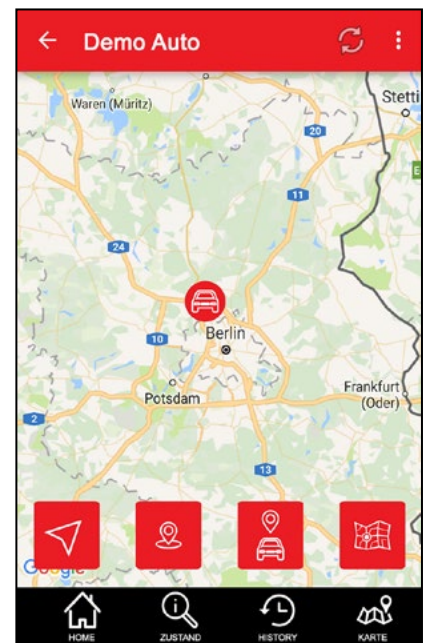 Demo Auto
Waren (Müritz)
Stetti
20
E
11
24
10
Berlin
Potsdam
Frankfurt
(Oder)
2
13
Google
HOME
ZUSTAND
HISTORY
KARTE